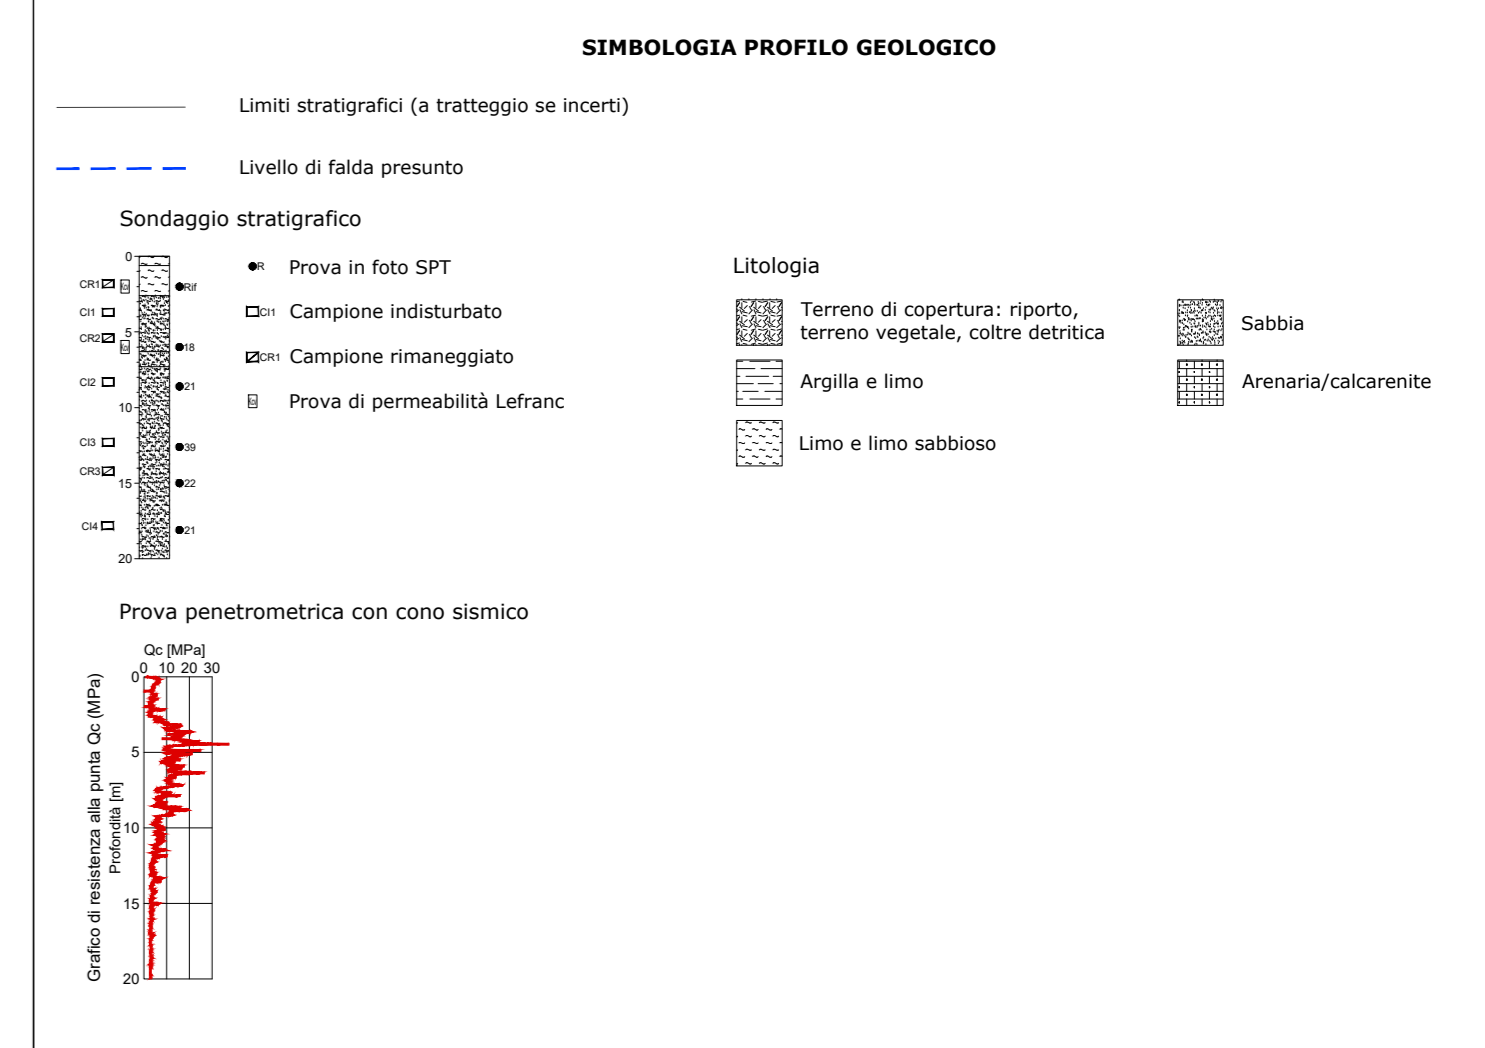 SIMBOLOGIA PROFILO GEOLOGICO
Limiti stratigrafici (a tratteggio se incerti)
Livello di falda presunto
Sondaggio stratigrafico
0
CR1
Rif
CI1
5
CR2
18
CI2
21
10
CI3
39
CR3
15
22
CI4
21
20
R Prova in foto SPT
CI1 Campione indisturbato
CR1 Campione rimaneggiato
Prova di permeabilità Lefranc
Litologia
Terreno di copertura: riporto,
terreno vegetale, coltre detritica
Argilla e limo
Limo e limo sabbioso
Sabbia
Arenaria/calcarenite
Prova penetrometrica con cono sismico
Qc [MPa]
0 10 20 30
0
5
10
15
20
Grafico di resistenza alla punta Qc (MPa)
Profondità [m]